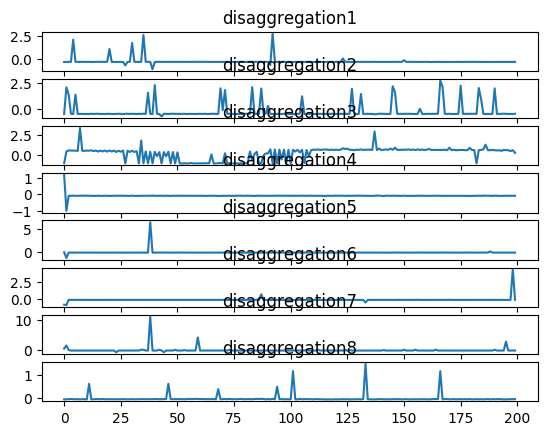 disaggregation1
2.5
0.0
disaggregation2
2.5
0.0
disaggregation3
2.5
0.0
disaggregation4
1
0
−1
disaggregation5
5
0
disaggregation6
2.5
0.0
disaggregation7
10
0
disaggregation8
1
0
0 25 50 75 100 125 150 175 200